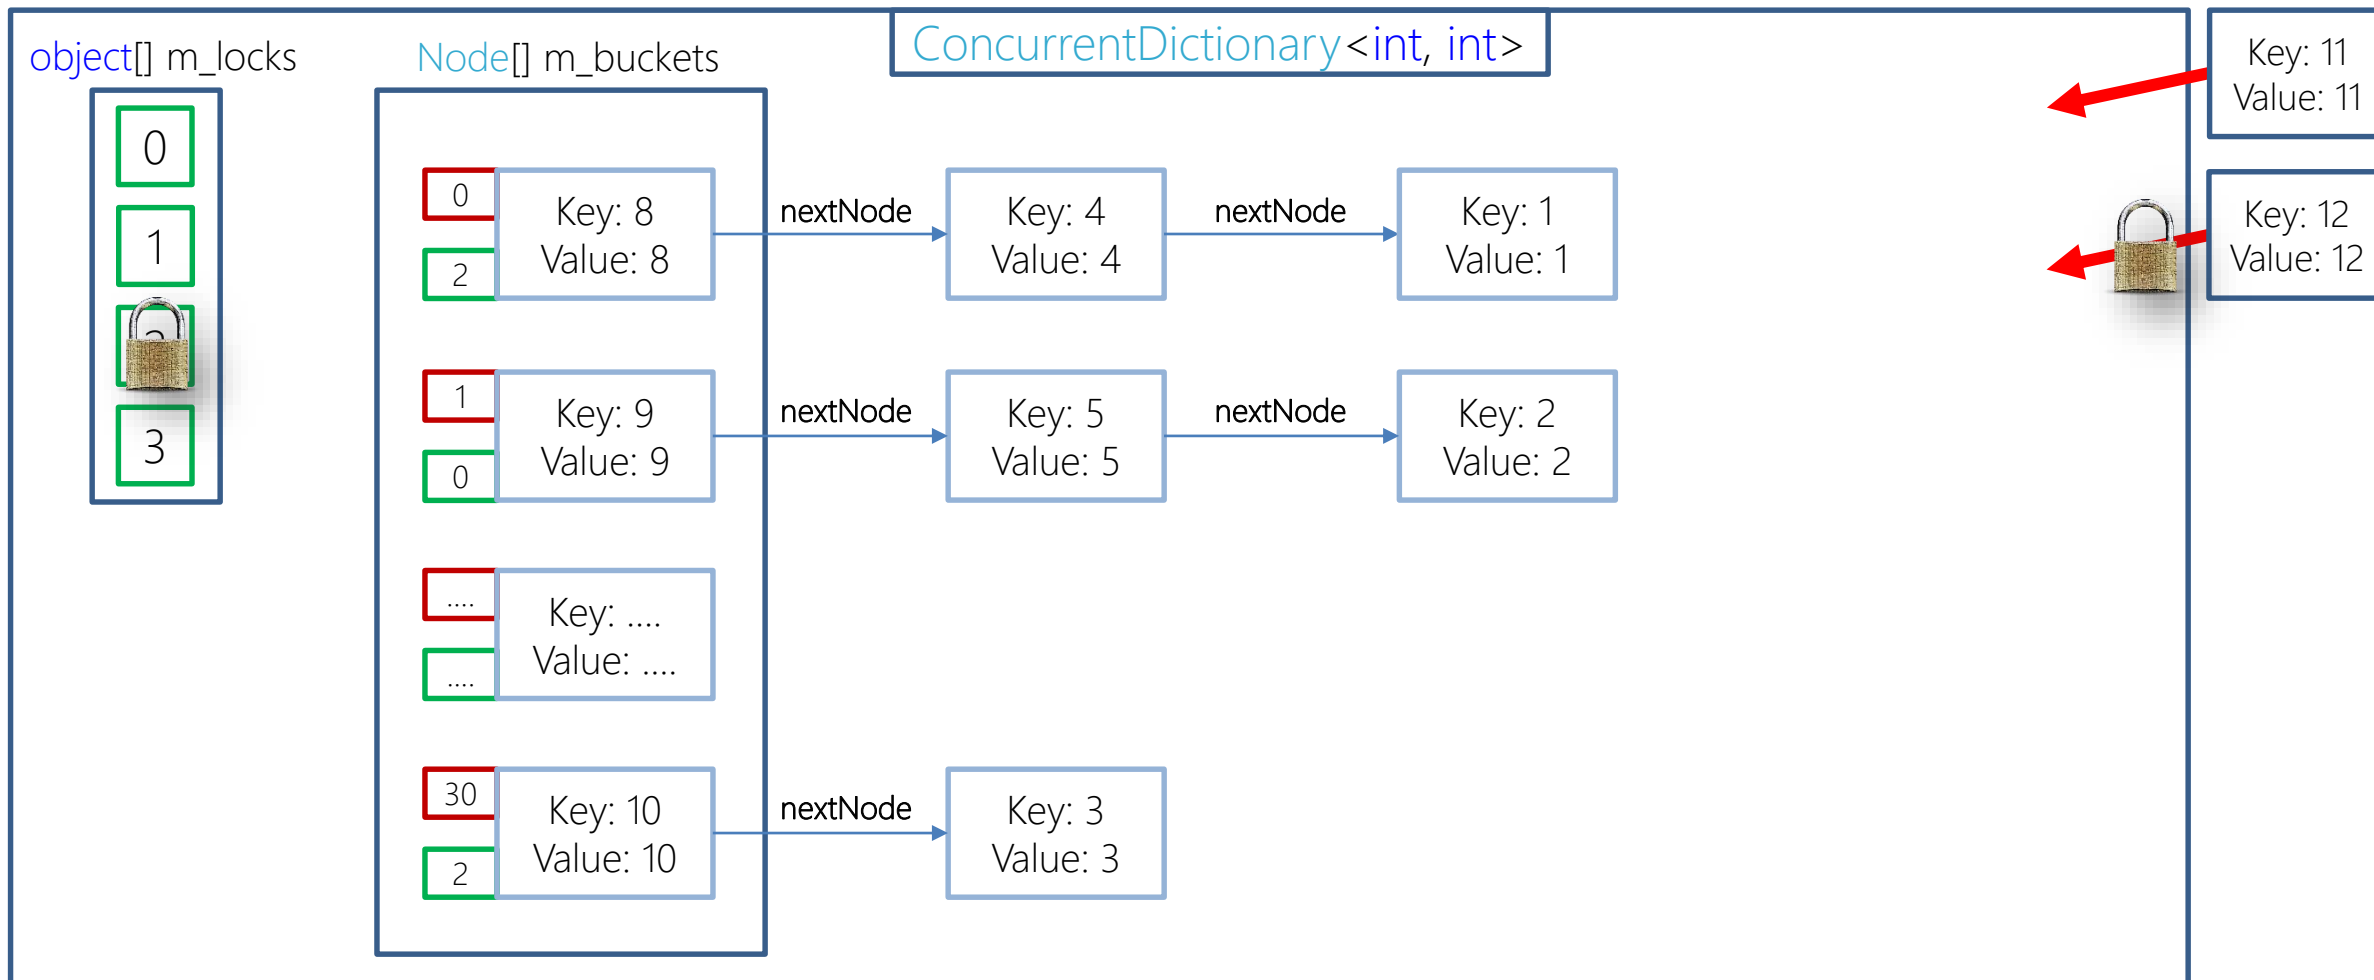 ConcurrentDictionary<int, int>
object[] m_locks
0
1
3
Node[] m_buckets
0
2
Key: 8
Value: 8
nextNode
Key: 4
Value: 4
nextNode
Key: 1
Value: 1
1
0
Key: 9
Value: 9
nextNode
Key: 5
Value: 5
nextNode
Key: 2
Value: 2
....
....
Key: ....
Value: ....
30
2
Key: 10
Value: 10
nextNode
Key: 3
Value: 3
Key: 11
Value: 11
Key: 12
Value: 12